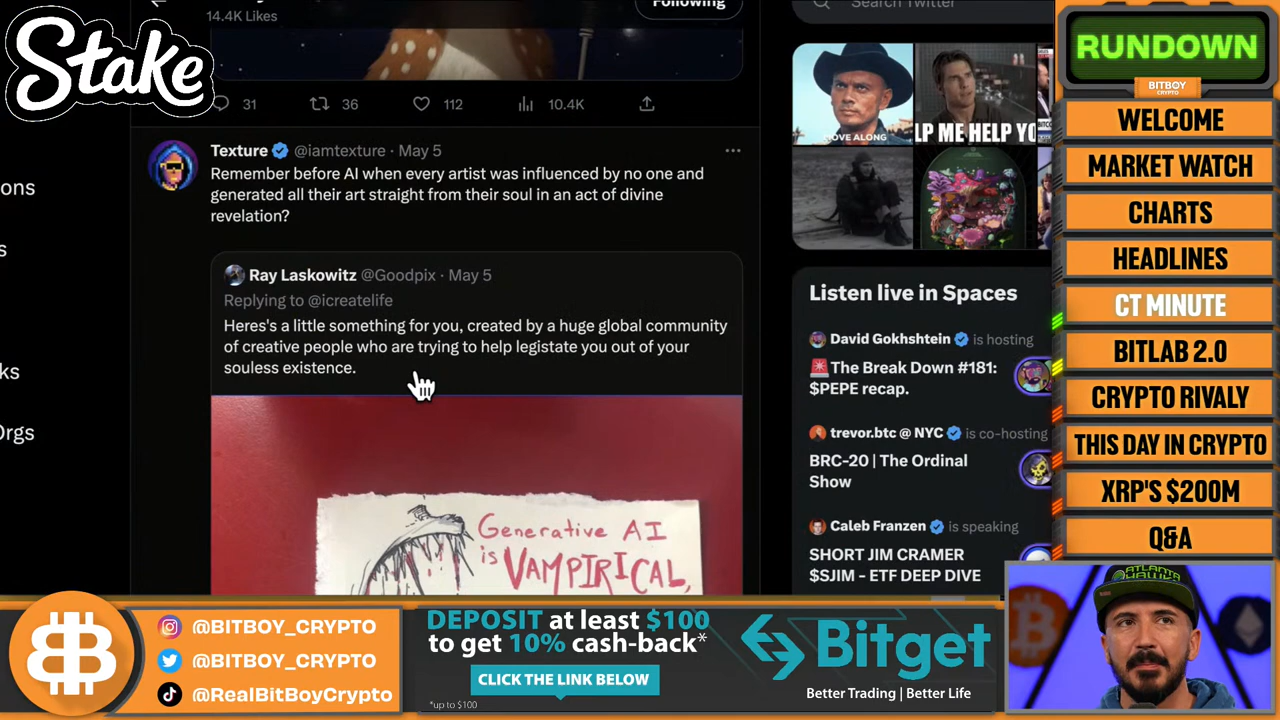 Stake
14.4K Likes
Following
Search Twitter
31 36 112 10.4K
Texture @iamtexture · May 5
Remember before AI when every artist was influenced by no one and
generated all their art straight from their soul in an act of divine
revelation?
Ray Laskowitz @Goodpix · May 5
Replying to @icreatelife
Heres's a little something for you, created by a huge global community
of creative people who are trying to help legistate you out of your
souless existence.
Generative AI
is VAMPIRICAL,
ons
s
ks
Orgs
OVE ALONG
LP ME HELP YO
Listen live in Spaces
David Gokhshtein is hosting
🚨The Break Down #181:
$PEPE recap.
trevor.btc @ NYC is co-hosting
BRC-20 | The Ordinal
Show
Caleb Franzen is speaking
SHORT JIM CRAMER
$SJIM - ETF DEEP DIVE
RUNDOWN
BITBOY
CRYPTO
WELCOME
MARKET WATCH
CHARTS
HEADLINES
CT MINUTE
BITLAB 2.0
CRYPTO RIVALY
THIS DAY IN CRYPTO
XRP'S $200M
Q&A
@BITBOY_CRYPTO
@BITBOY_CRYPTO
@RealBitBoyCrypto
DEPOSIT at least $100
to get 10% cash-back*
CLICK THE LINK BELOW
*up to $100
Bitget
Better Trading | Better Life
ATLANTA
HAWKS